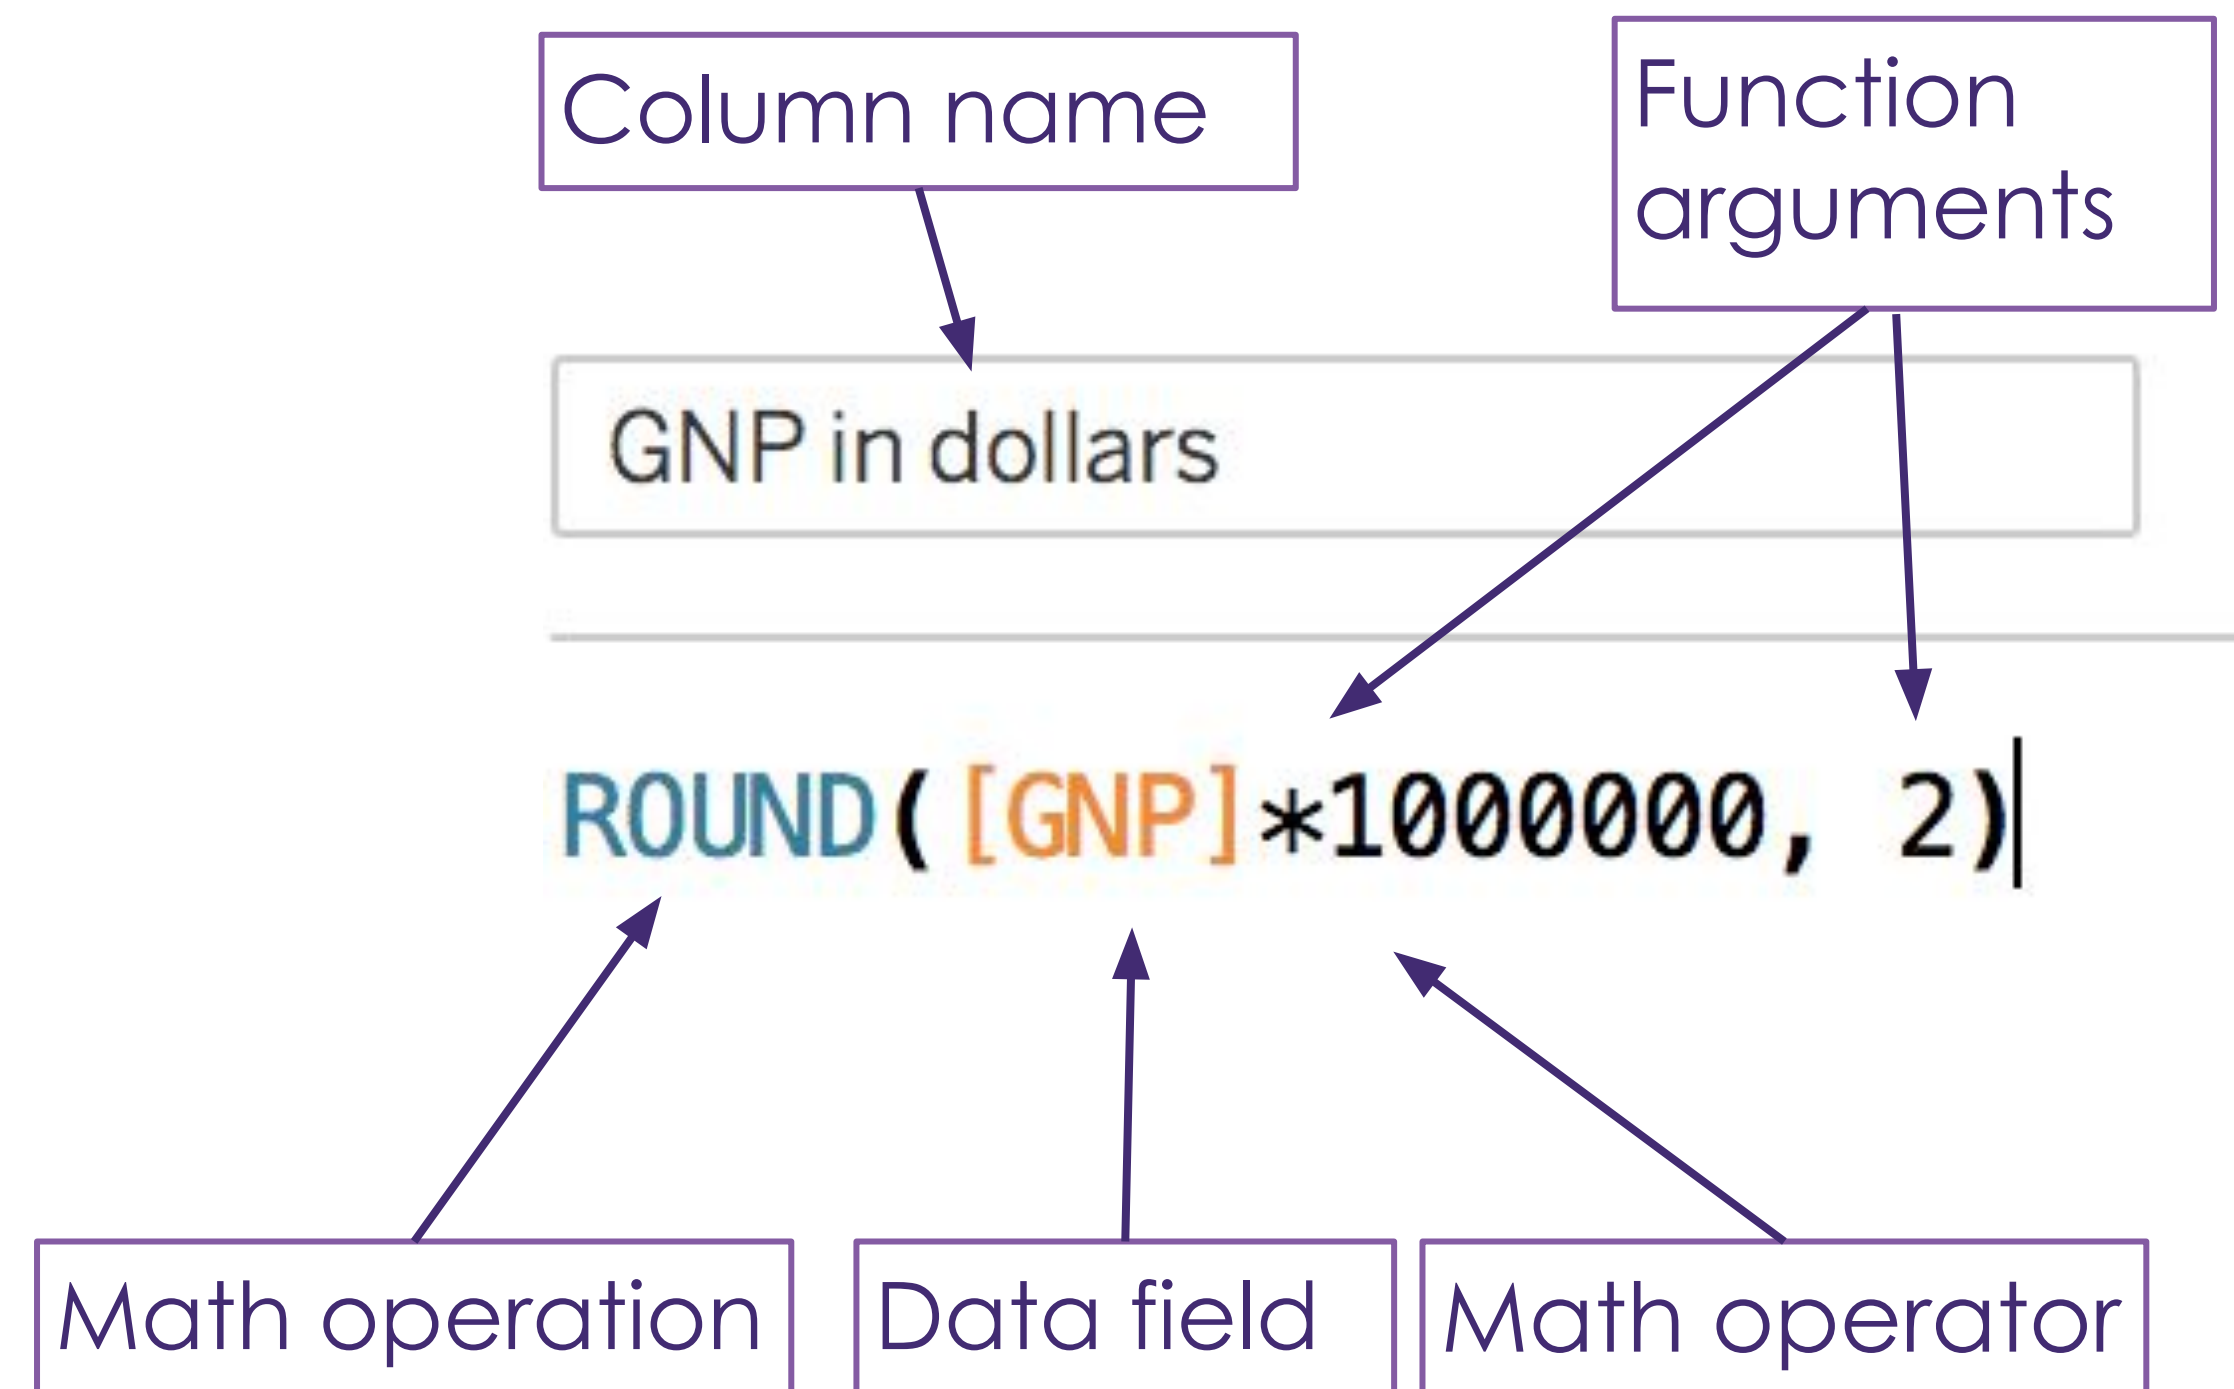 Column name
Function
arguments
GNP in dollars
ROUND([GNP]*1000000, 2)
Math operation
Data field
Math operator